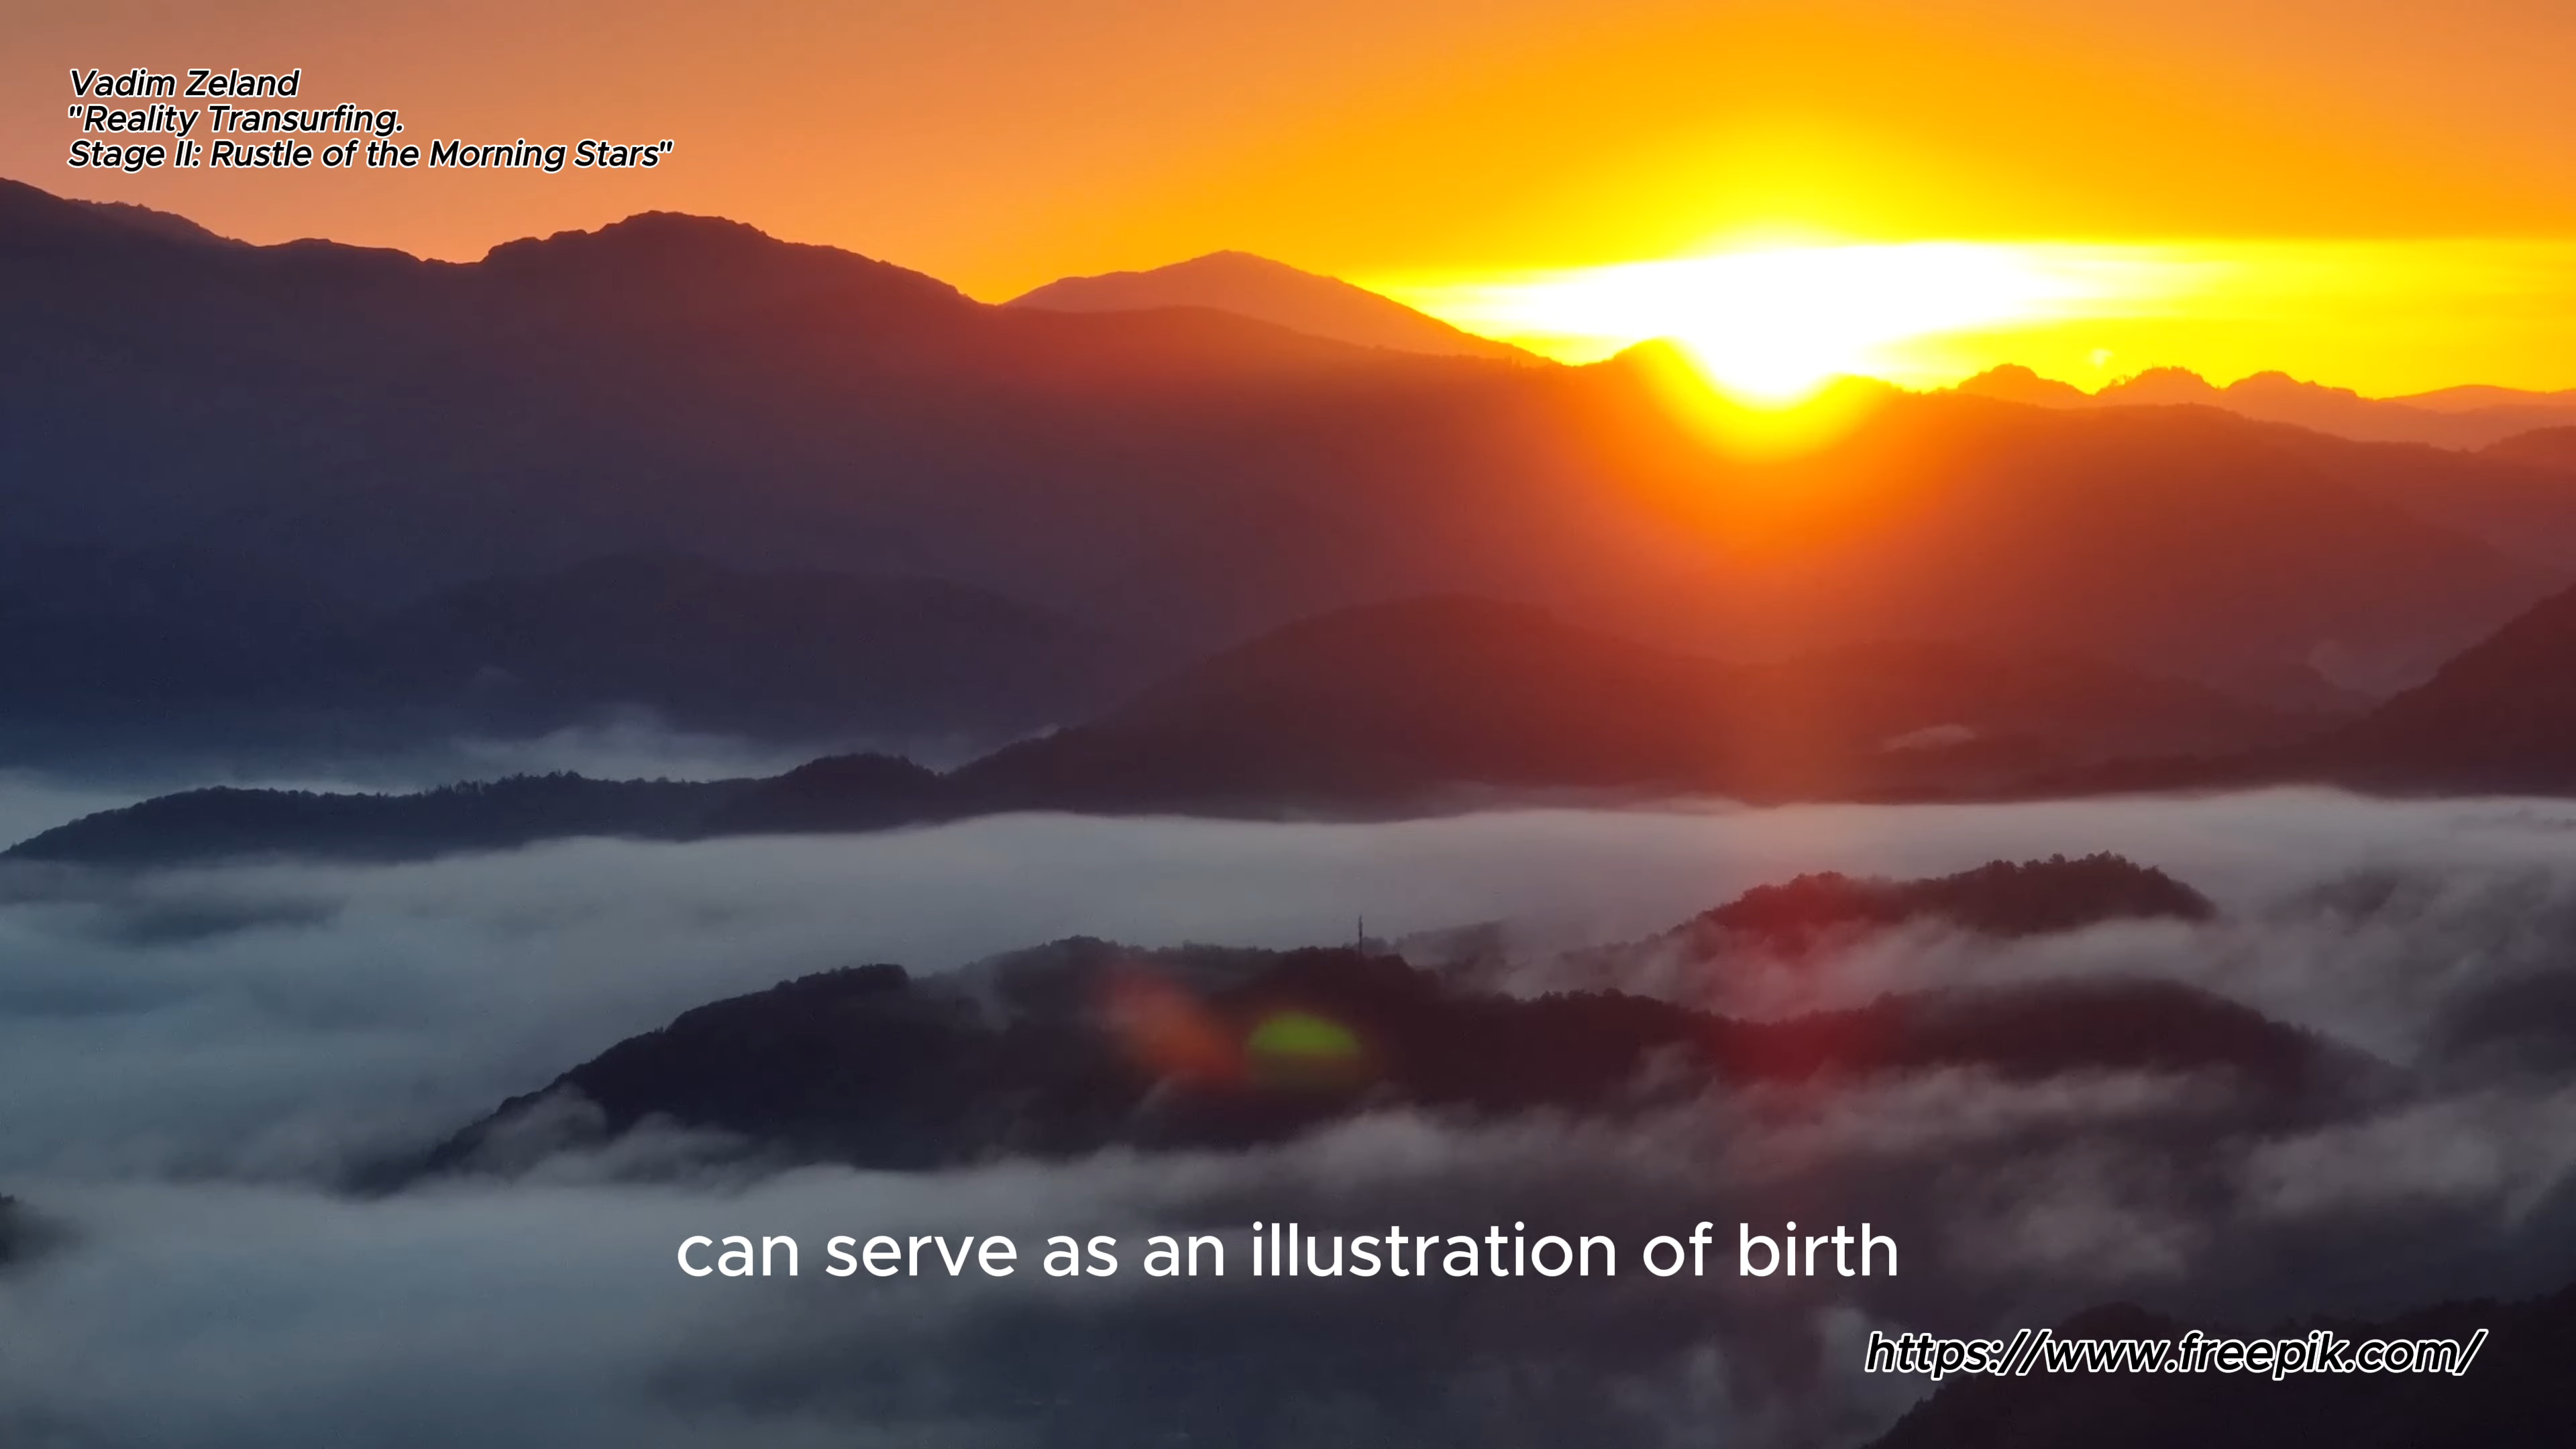 Vadim Zeland
"Reality Transurfing.
Stage II: Rustle of the Morning Stars"
can serve as an illustration of birth
https://www.freepik.com/